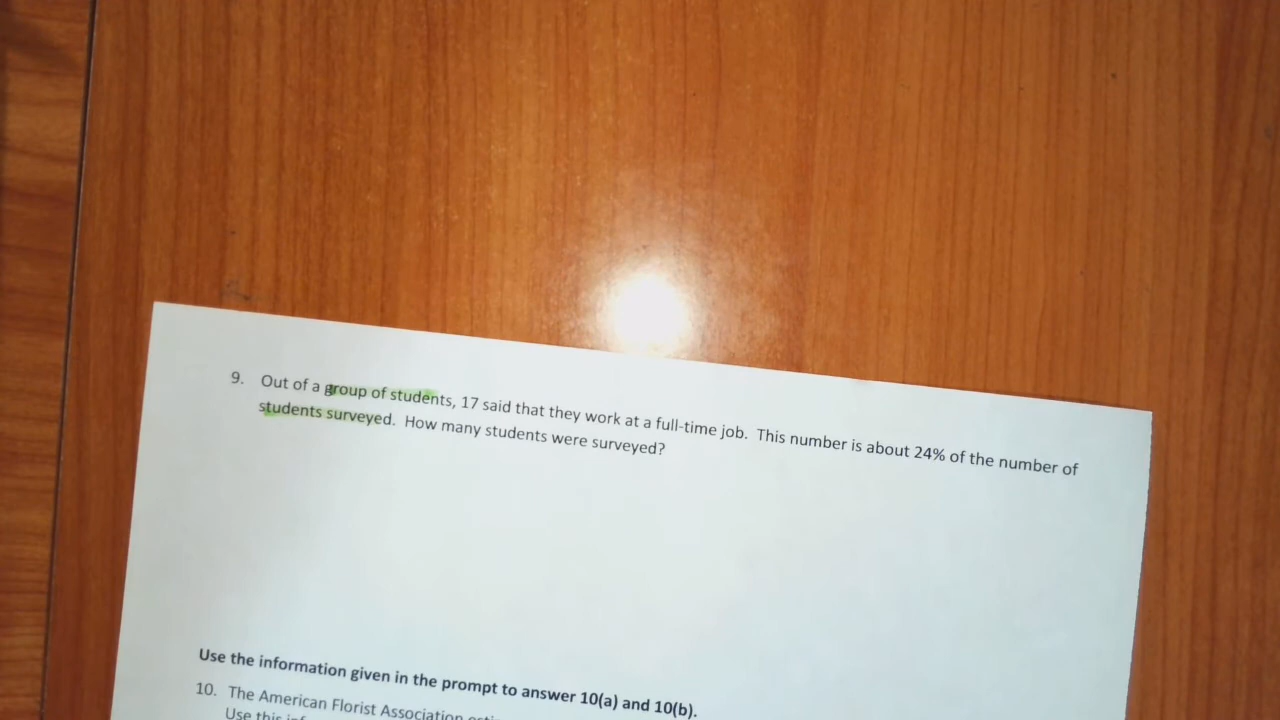 9. Out of a group of students, 17 said that they work at a full-time job. This number is about 24% of the number of
students surveyed. How many students were surveyed?
Use the information given in the prompt to answer 10(a) and 10(b).
10. The American Florist Association
Use this